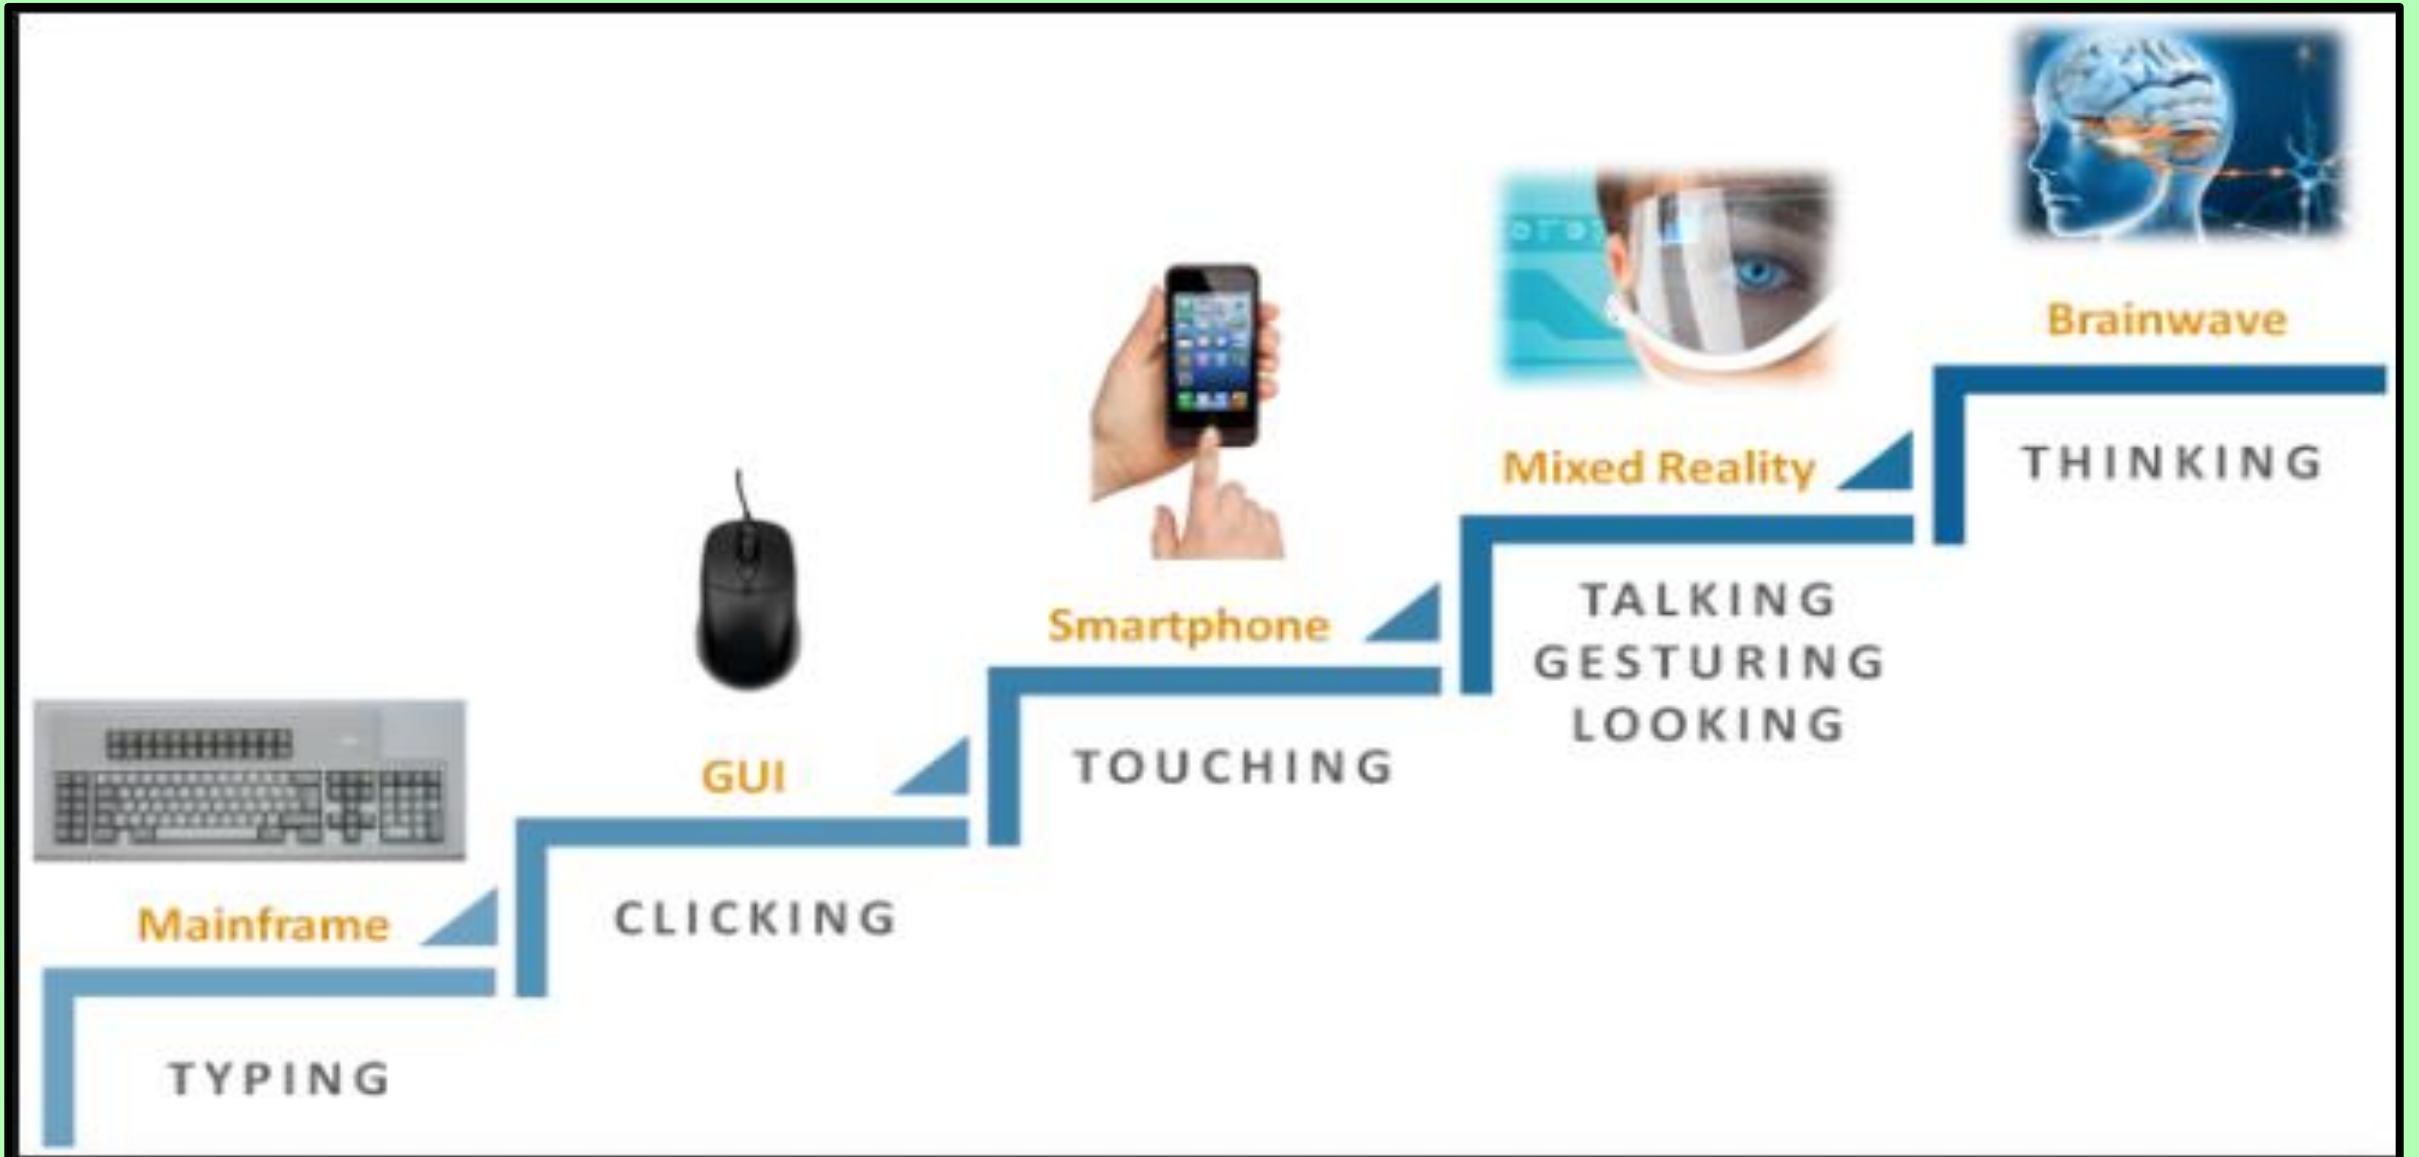 Mainframe
TYPING
GUI
CLICKING
Smartphone
TOUCHING
Mixed Reality
TALKING
GESTURING
LOOKING
Brainwave
THINKING